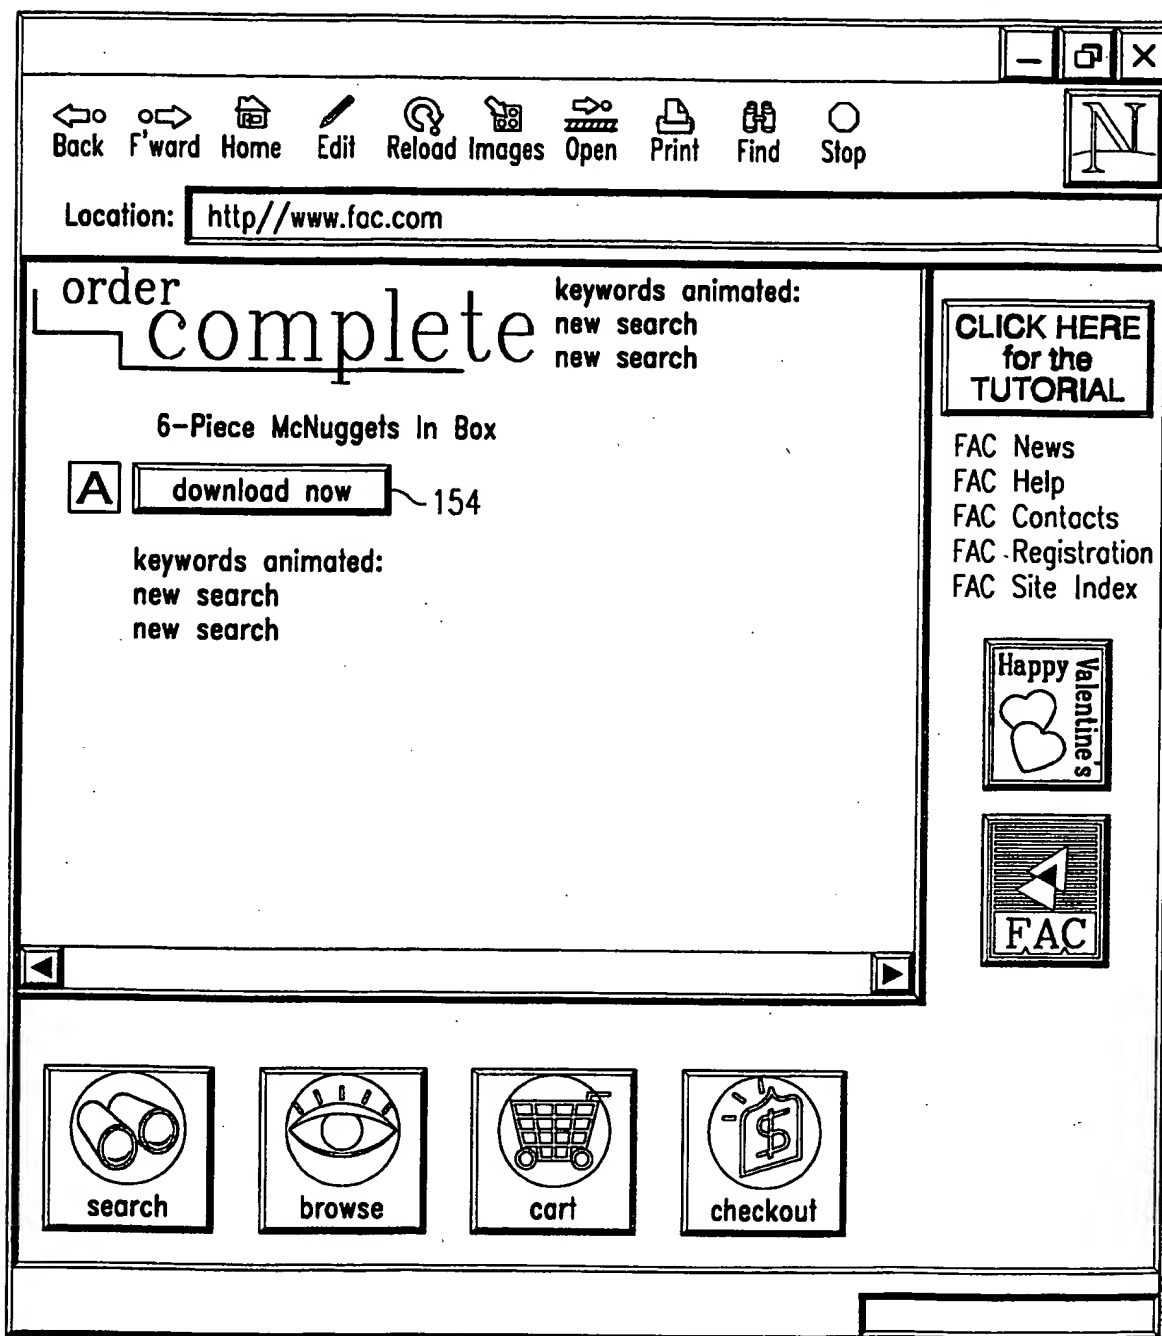 Back F'ward Home Edit Reload Images Open Print Find Stop
N
Location: http//www.fac.com
order
complete
keywords animated:
new search
new search
6-Piece McNuggets In Box
A download now 154
keywords animated:
new search
new search
CLICK HERE
for the
TUTORIAL
FAC News
FAC Help
FAC Contacts
FAC Registration
FAC Site Index
Happy Valentine's
FAC
search browse cart checkout
$